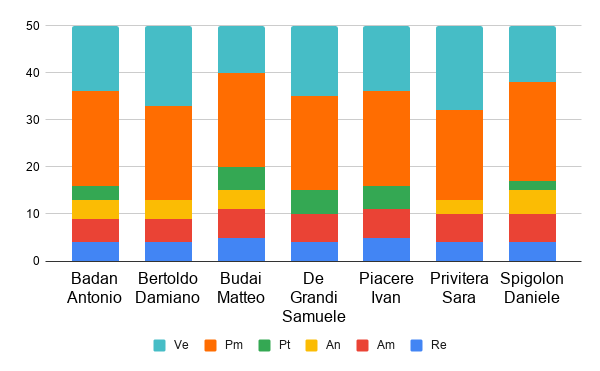 50
40
30
20
10
0
Badan Antonio
Bertoldo Damiano
Budai Matteo
De Grandi Samuele
Piacere Ivan
Privitera Sara
Spigolon Daniele
Ve Pm Pt An Am Re